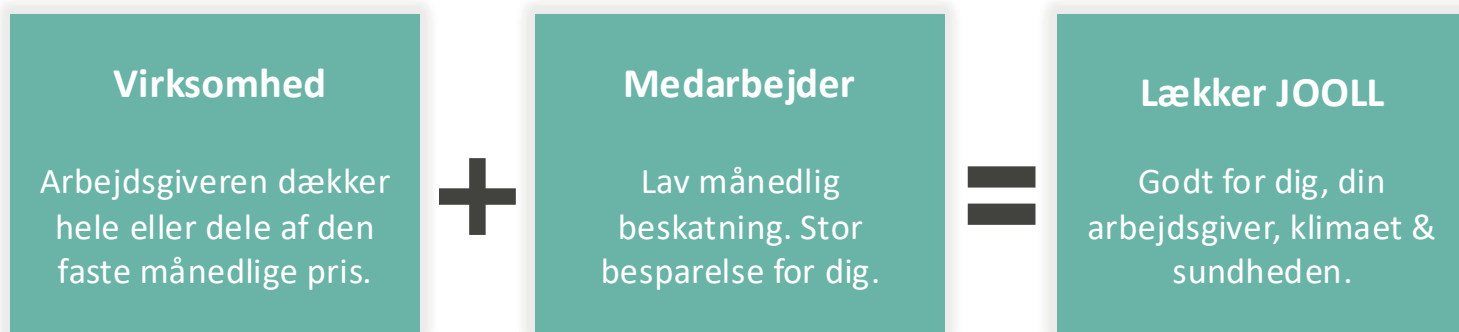 Virksomhed
Arbejdsgiveren dækker
hele eller dele af den
faste månedlige pris.
+
Medarbejder
Lav månedlig
beskatning. Stor
besparelse for dig.
=
Lækker JOOLL
Godt for dig, din
arbejdsgiver, klimaet &
sundheden.